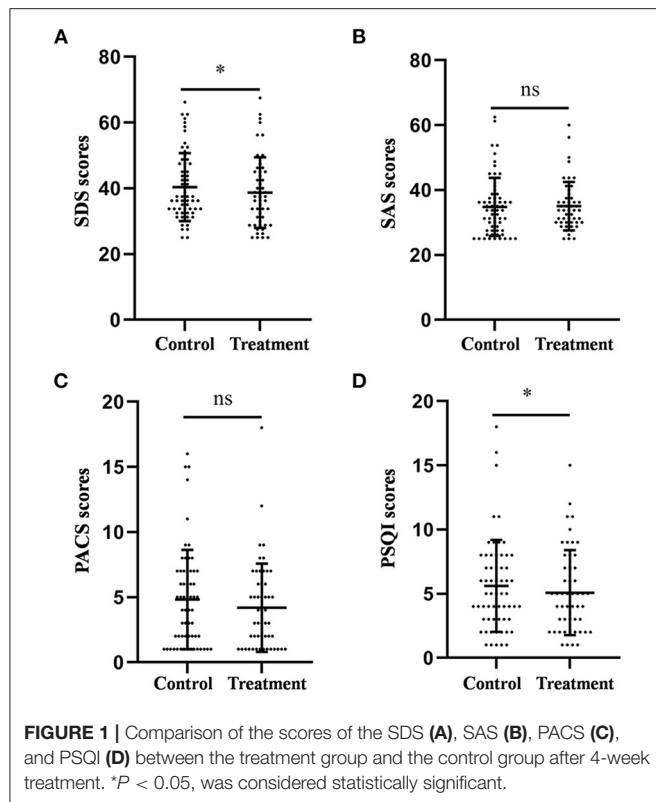 A
B
80
60
40
20
0
SDS scores
*
Control Treatment
80
60
40
20
0
SAS scores
ns
Control Treatment
C
D
20
15
10
5
0
PACS scores
ns
Control Treatment
20
15
10
5
0
PSQI scores
*
Control Treatment
FIGURE 1 | Comparison of the scores of the SDS (A), SAS (B), PACS (C),
and PSQI (D) between the treatment group and the control group after 4-week
treatment. *P < 0.05, was considered statistically significant.